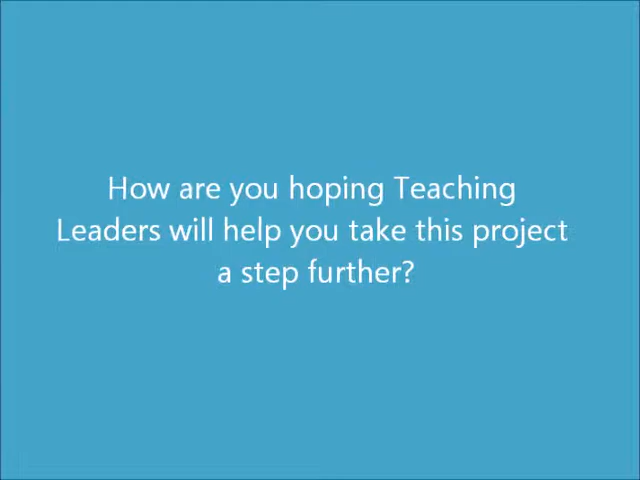 How are you hoping Teaching
Leaders will help you take this project
a step further?